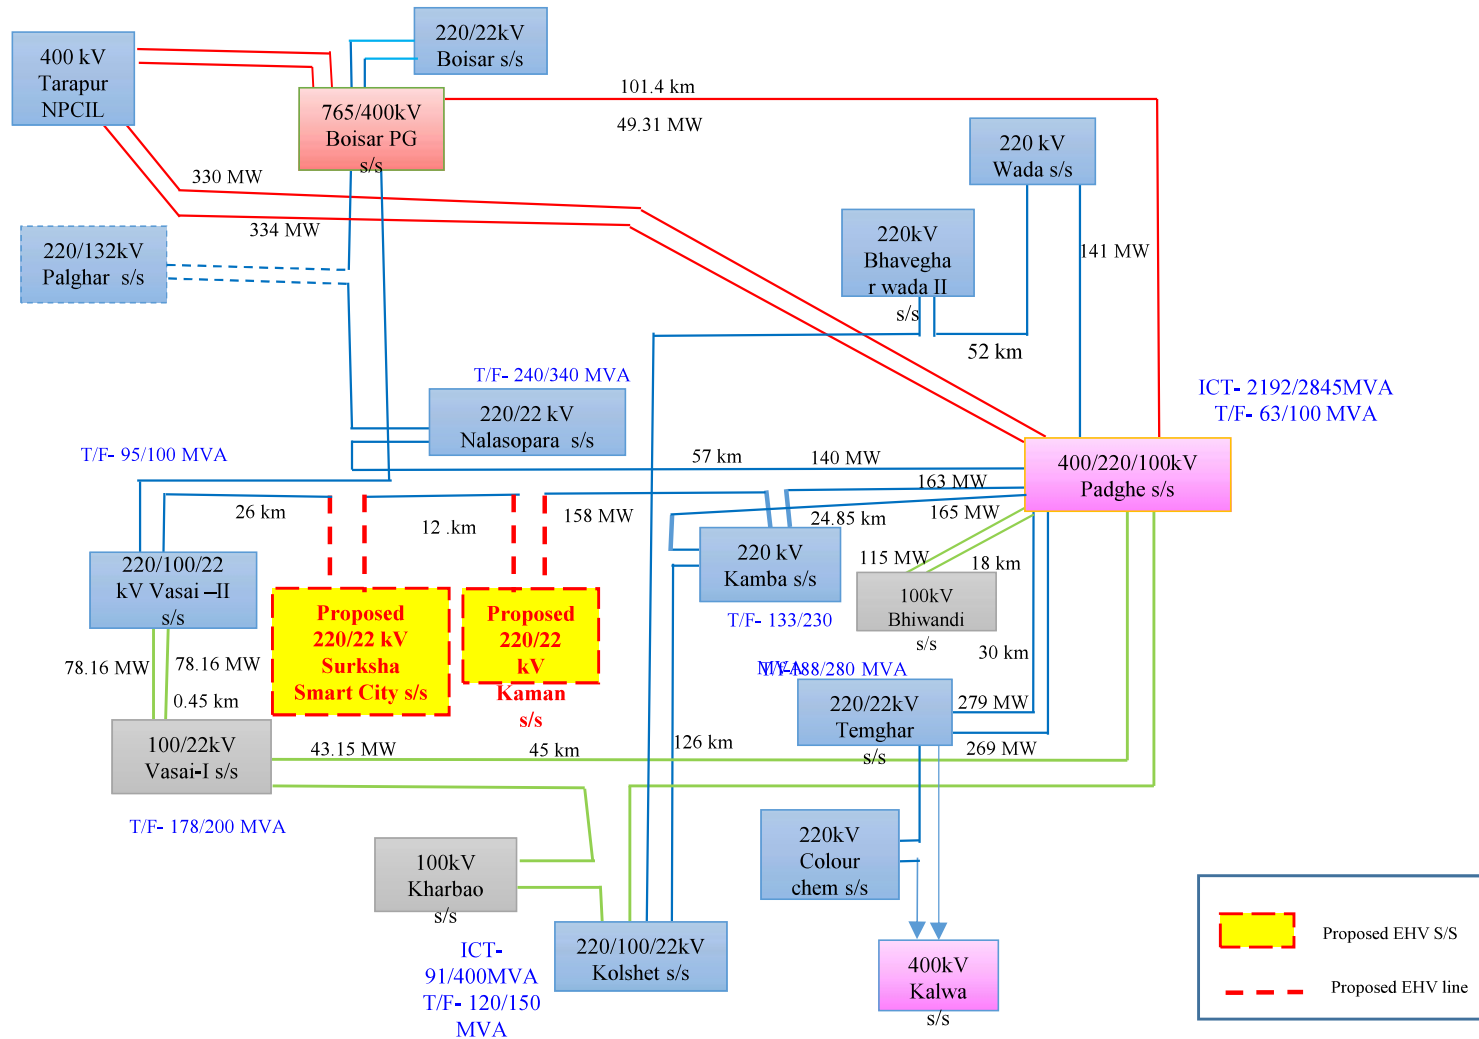 220/22kV
Boisar s/s
400 kV
Tarapur
NPCIL
101.4 km
765/400kV
Boisar PG
s/s
49.31 MW
220 kV
Wada s/s
330 MW
334 MW
220kV
Bhavegha
r wada II
s/s
141 MW
220/132kV
Palghar s/s
52 km
T/F- 240/340 MVA
ICT- 2192/2845MVA
T/F- 63/100 MVA
220/22 kV
Nalasopara s/s
T/F- 95/100 MVA
57 km
140 MW
400/220/100kV
Padghe s/s
163 MW
26 km
12 .km
158 MW
24.85 km
165 MW
220/100/22
kV Vasai –II
s/s
220 kV
Kamba s/s
115 MW
18 km
100kV
Bhiwandi
s/s
Proposed
220/22 kV
Surksha
Smart City s/s
Proposed
220/22
kV
Kaman
s/s
T/F- 133/230
MVA
T/F-188/280 MVA
30 km
78.16 MW
78.16 MW
0.45 km
220/22kV
Temghar
s/s
279 MW
269 MW
100/22kV
Vasai-I s/s
43.15 MW
45 km
126 km
T/F- 178/200 MVA
220kV
Colour
chem s/s
100kV
Kharbao
s/s
220/100/22kV
Kolshet s/s
ICT-
91/400MVA
T/F- 120/150
MVA
400kV
Kalwa
s/s
Proposed EHV S/S
Proposed EHV line